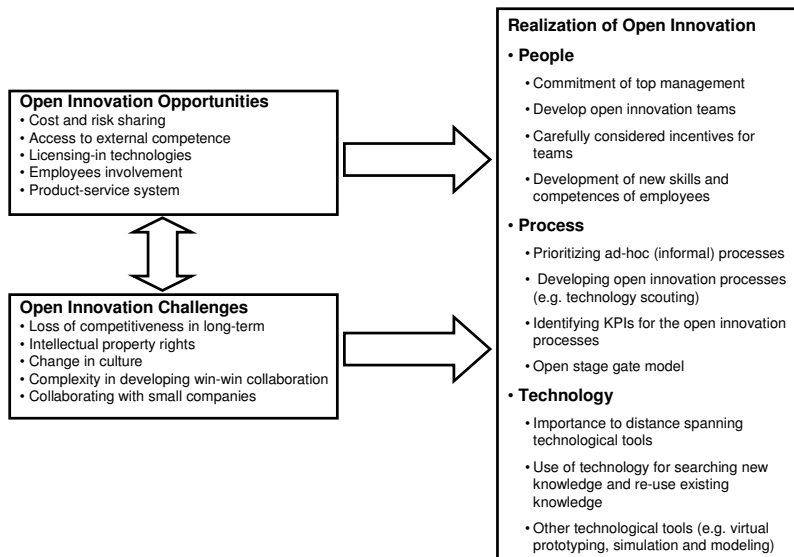 Open Innovation Opportunities
• Cost and risk sharing
• Access to external competence
• Licensing-in technologies
• Employees involvement
• Product-service system
Open Innovation Challenges
• Loss of competitiveness in long-term
• Intellectual property rights
• Change in culture
• Complexity in developing win-win collaboration
• Collaborating with small companies
Realization of Open Innovation
• People
• Commitment of top management
• Develop open innovation teams
• Carefully considered incentives for
teams
• Development of new skills and
competences of employees
• Process
• Prioritizing ad-hoc (informal) processes
• Developing open innovation processes
(e.g. technology scouting)
• Identifying KPIs for the open innovation
processes
• Open stage gate model
• Technology
• Importance to distance spanning
technological tools
• Use of technology for searching new
knowledge and re-use existing
knowledge
• Other technological tools (e.g. virtual
prototyping, simulation and modeling)